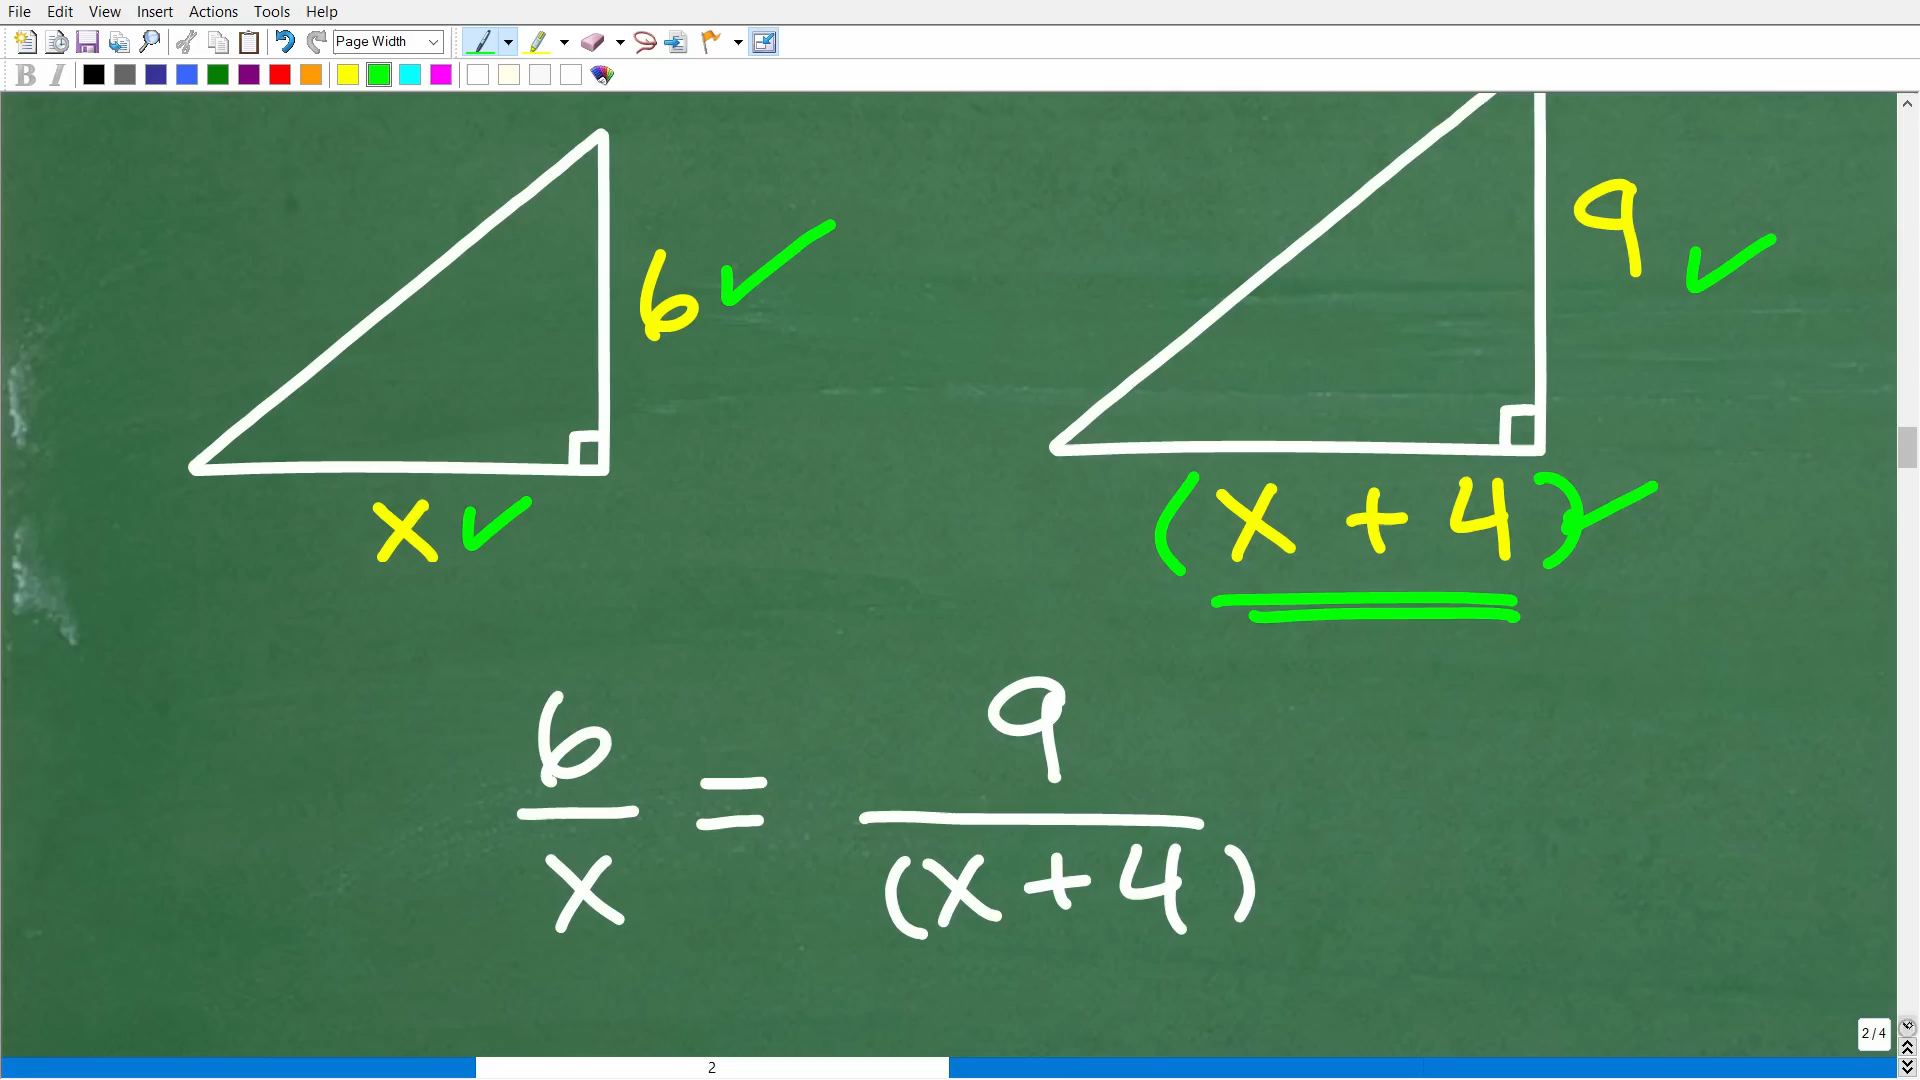 File Edit View Insert Actions Tools Help
Page Width
B I
6
9
x
(x + 4)
6 = 9
x (x + 4)
2 / 4
2